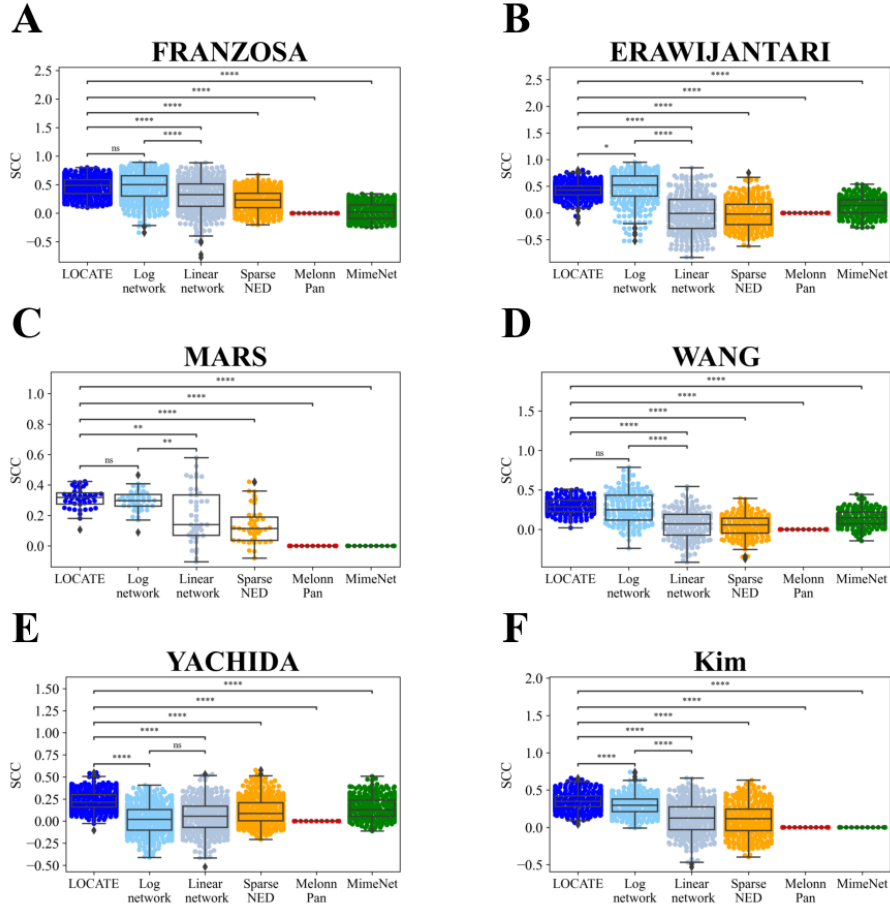 A
FRANZOSA
2.5
2.0
1.5
1.0
0.5
0.0
−0.5
SCC
****
****
****
****
ns
****
LOCATE
Log
network
Linear
network
Sparse
NED
Melonn
Pan
MimeNet
B
ERAWIJANTARI
2.5
2.0
1.5
1.0
0.5
0.0
−0.5
SCC
****
****
****
****
*
****
LOCATE
Log
network
Linear
network
Sparse
NED
Melonn
Pan
MimeNet
C
MARS
1.0
0.8
0.6
0.4
0.2
0.0
SCC
****
****
****
**
**
ns
LOCATE
Log
network
Linear
network
Sparse
NED
Melonn
Pan
MimeNet
D
WANG
2.0
1.5
1.0
0.5
0.0
SCC
****
****
****
****
ns
****
LOCATE
Log
network
Linear
network
Sparse
NED
Melonn
Pan
MimeNet
E
YACHIDA
1.50
1.25
1.00
0.75
0.50
0.25
0.00
−0.25
−0.50
SCC
****
****
****
****
ns
****
LOCATE
Log
network
Linear
network
Sparse
NED
Melonn
Pan
MimeNet
F
Kim
2.0
1.5
1.0
0.5
0.0
−0.5
SCC
****
****
****
****
****
****
LOCATE
Log
network
Linear
network
Sparse
NED
Melonn
Pan
MimeNet